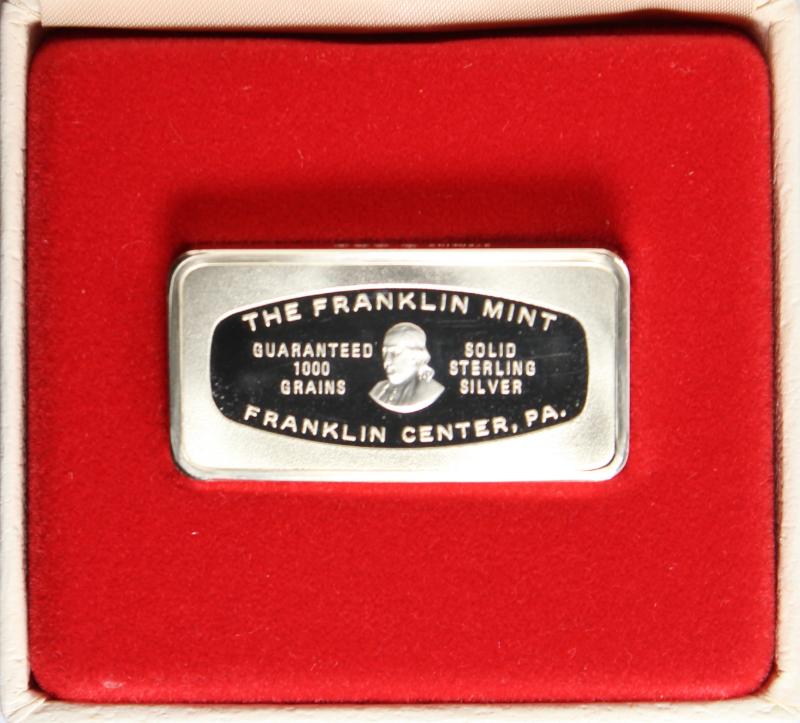 THE FRANKLIN MINT
GUARANTEED
1000
GRAINS
SOLID
STERLING
SILVER
FRANKLIN CENTER, PA.